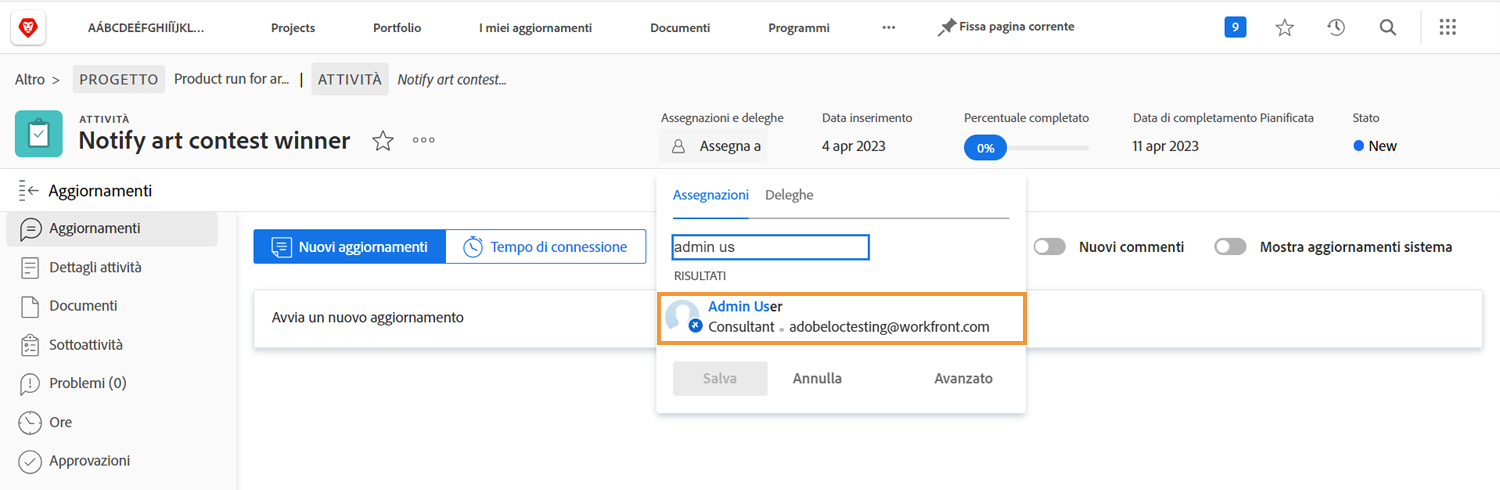 AÁBCDEÉFGHIÍÏJKL... Projects Portfolio I miei aggiornamenti Documenti Programmi ••• Fissa pagina corrente 9
Altro > PROGETTO Product run for ar... | ATTIVITÀ Notify art contest...
ATTIVITÀ
Notify art contest winner
Assegnazioni e deleghe
Assegna a
Data inserimento
4 apr 2023
Percentuale completato
0%
Data di completamento Pianificata
11 apr 2023
Stato
New
Aggiornamenti
Aggiornamenti
Dettagli attività
Documenti
Sottoattività
Problemi (0)
Ore
Approvazioni
Nuovi aggiornamenti
Tempo di connessione
Avvia un nuovo aggiornamento
Assegnazioni Deleghe
admin us
RISULTATI
Admin User
Consultant • adobeloctesting@workfront.com
Salva Annulla Avanzato
Nuovi commenti
Mostra aggiornamenti sistema